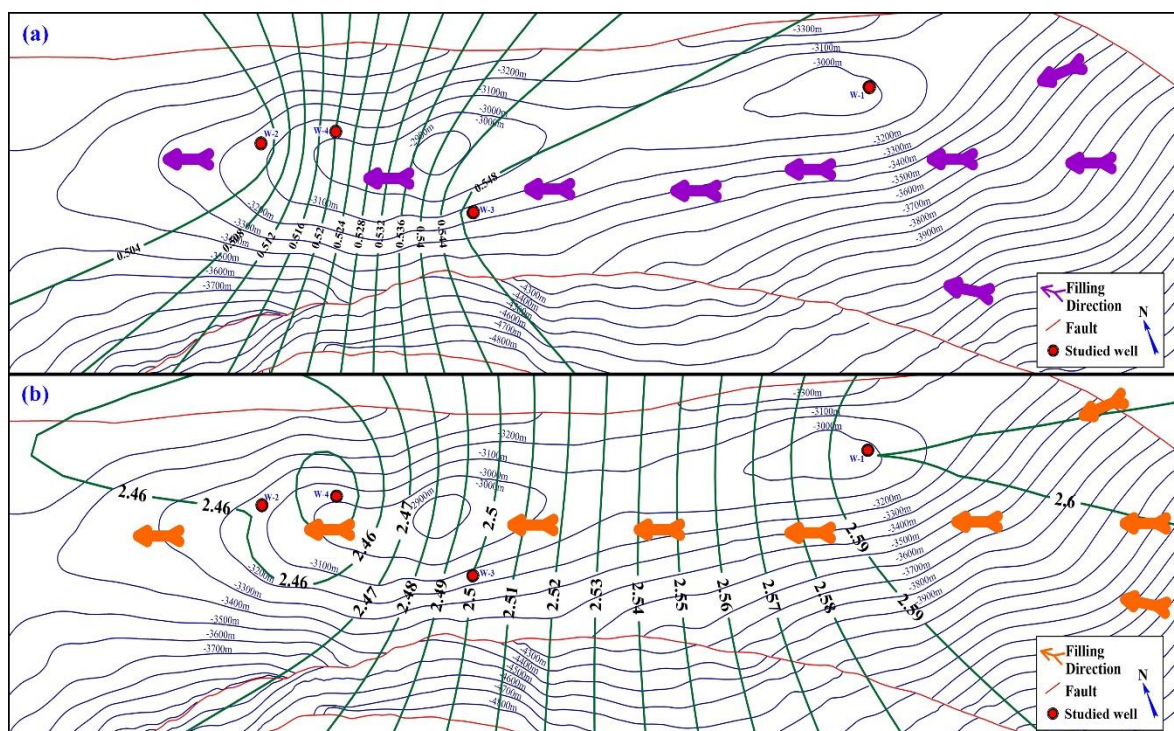 (a)
-3300m
-3100m
-3000m
W-1
-3200m
-3100m
-3000m
-3000m
-2900m
W-2
W-4
0.548
W-3
-3200m
-3300m
-3400m
-3500m
-3600m
-3700m
-3800m
-3900m
-3100m
-3200m
-3300m
-3500m
-3600m
-3700m
0.504
0.508
0.512
0.516
0.52
0.524
0.528
0.532
0.536
0.54
0.544
-4300m
-4400m
-4600m
-4700m
-4800m
Filling
Direction
Fault
Studied well
N
(b)
-3300m
-3100m
-3000m
W-1
-3200m
-3100m
-3000m
-3000m
-2900m
W-2
W-4
W-3
2.46
2.46
2.46
2.46
2.47
2.5
2.59
2.6
-3200m
-3300m
-3400m
-3500m
-3600m
-3700m
-3800m
-3900m
-3100m
-3200m
-3300m
-3400m
-3500m
-3600m
-3700m
2.47
2.48
2.49
2.5
2.51
2.52
2.53
2.54
2.55
2.56
2.57
2.58
2.59
-4300m
-4400m
-4500m
-4600m
-4700m
-4800m
Filling
Direction
Fault
Studied well
N